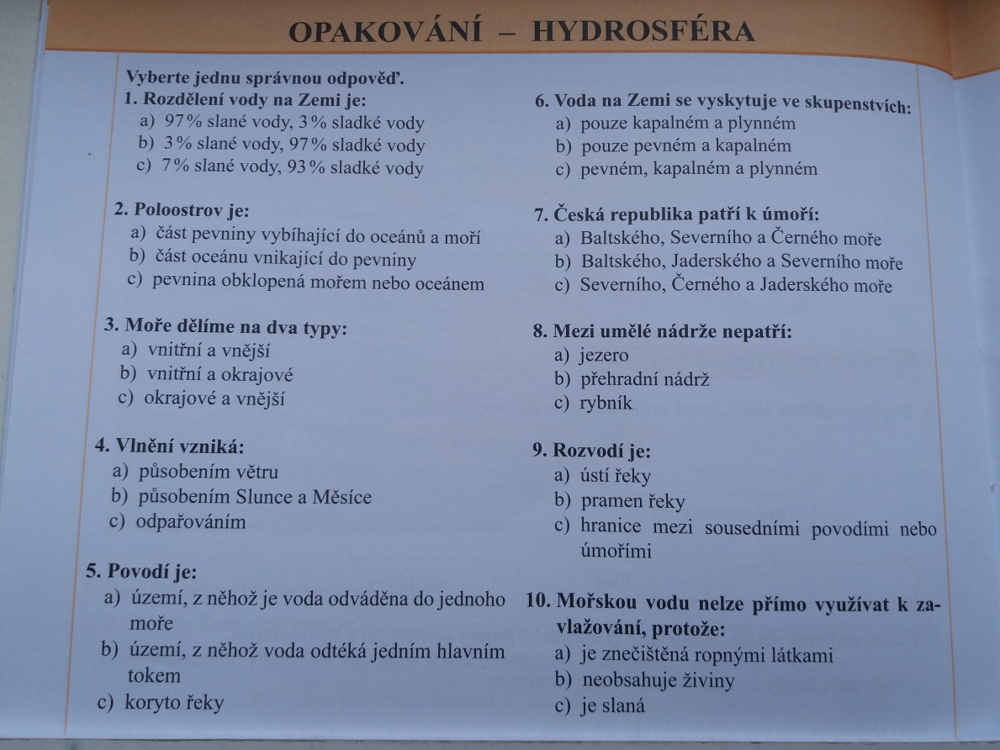 OPAKOVÁNÍ – HYDROSFÉRA
Vyberte jednu správnou odpověď.
1. Rozdělení vody na Zemi je:
a) 97 % slané vody, 3 % sladké vody
b) 3 % slané vody, 97 % sladké vody
c) 7 % slané vody, 93 % sladké vody
2. Poloostrov je:
a) část pevniny vybíhající do oceánů a moří
b) část oceánu vnikající do pevniny
c) pevnina obklopená mořem nebo oceánem
3. Moře dělíme na dva typy:
a) vnitřní a vnější
b) vnitřní a okrajové
c) okrajové a vnější
4. Vlnění vzniká:
a) působením větru
b) působením Slunce a Měsíce
c) odpařováním
5. Povodí je:
a) území, z něhož je voda odváděna do jednoho
moře
b) území, z něhož voda odtéká jedním hlavním
tokem
c) koryto řeky
6. Voda na Zemi se vyskytuje ve skupenstvích:
a) pouze kapalném a plynném
b) pouze pevném a kapalném
c) pevném, kapalném a plynném
7. Česká republika patří k úmoří:
a) Baltského, Severního a Černého moře
b) Baltského, Jaderského a Severního moře
c) Severního, Černého a Jaderského moře
8. Mezi umělé nádrže nepatří:
a) jezero
b) přehradní nádrž
c) rybník
9. Rozvodí je:
a) ústí řeky
b) pramen řeky
c) hranice mezi sousedními povodími nebo
úmořími
10. Mořskou vodu nelze přímo využívat k za-
vlažování, protože:
a) je znečištěná ropnými látkami
b) neobsahuje živiny
c) je slaná